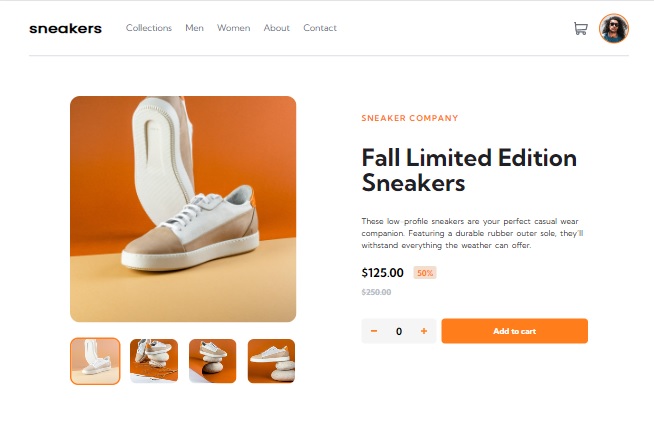 sneakers Collections Men Women About Contact
SNEAKER COMPANY
Fall Limited Edition
Sneakers
These low-profile sneakers are your perfect casual wear
companion. Featuring a durable rubber outer sole, they'll
withstand everything the weather can offer.
$125.00 50%
$250.00
- 0 + Add to cart